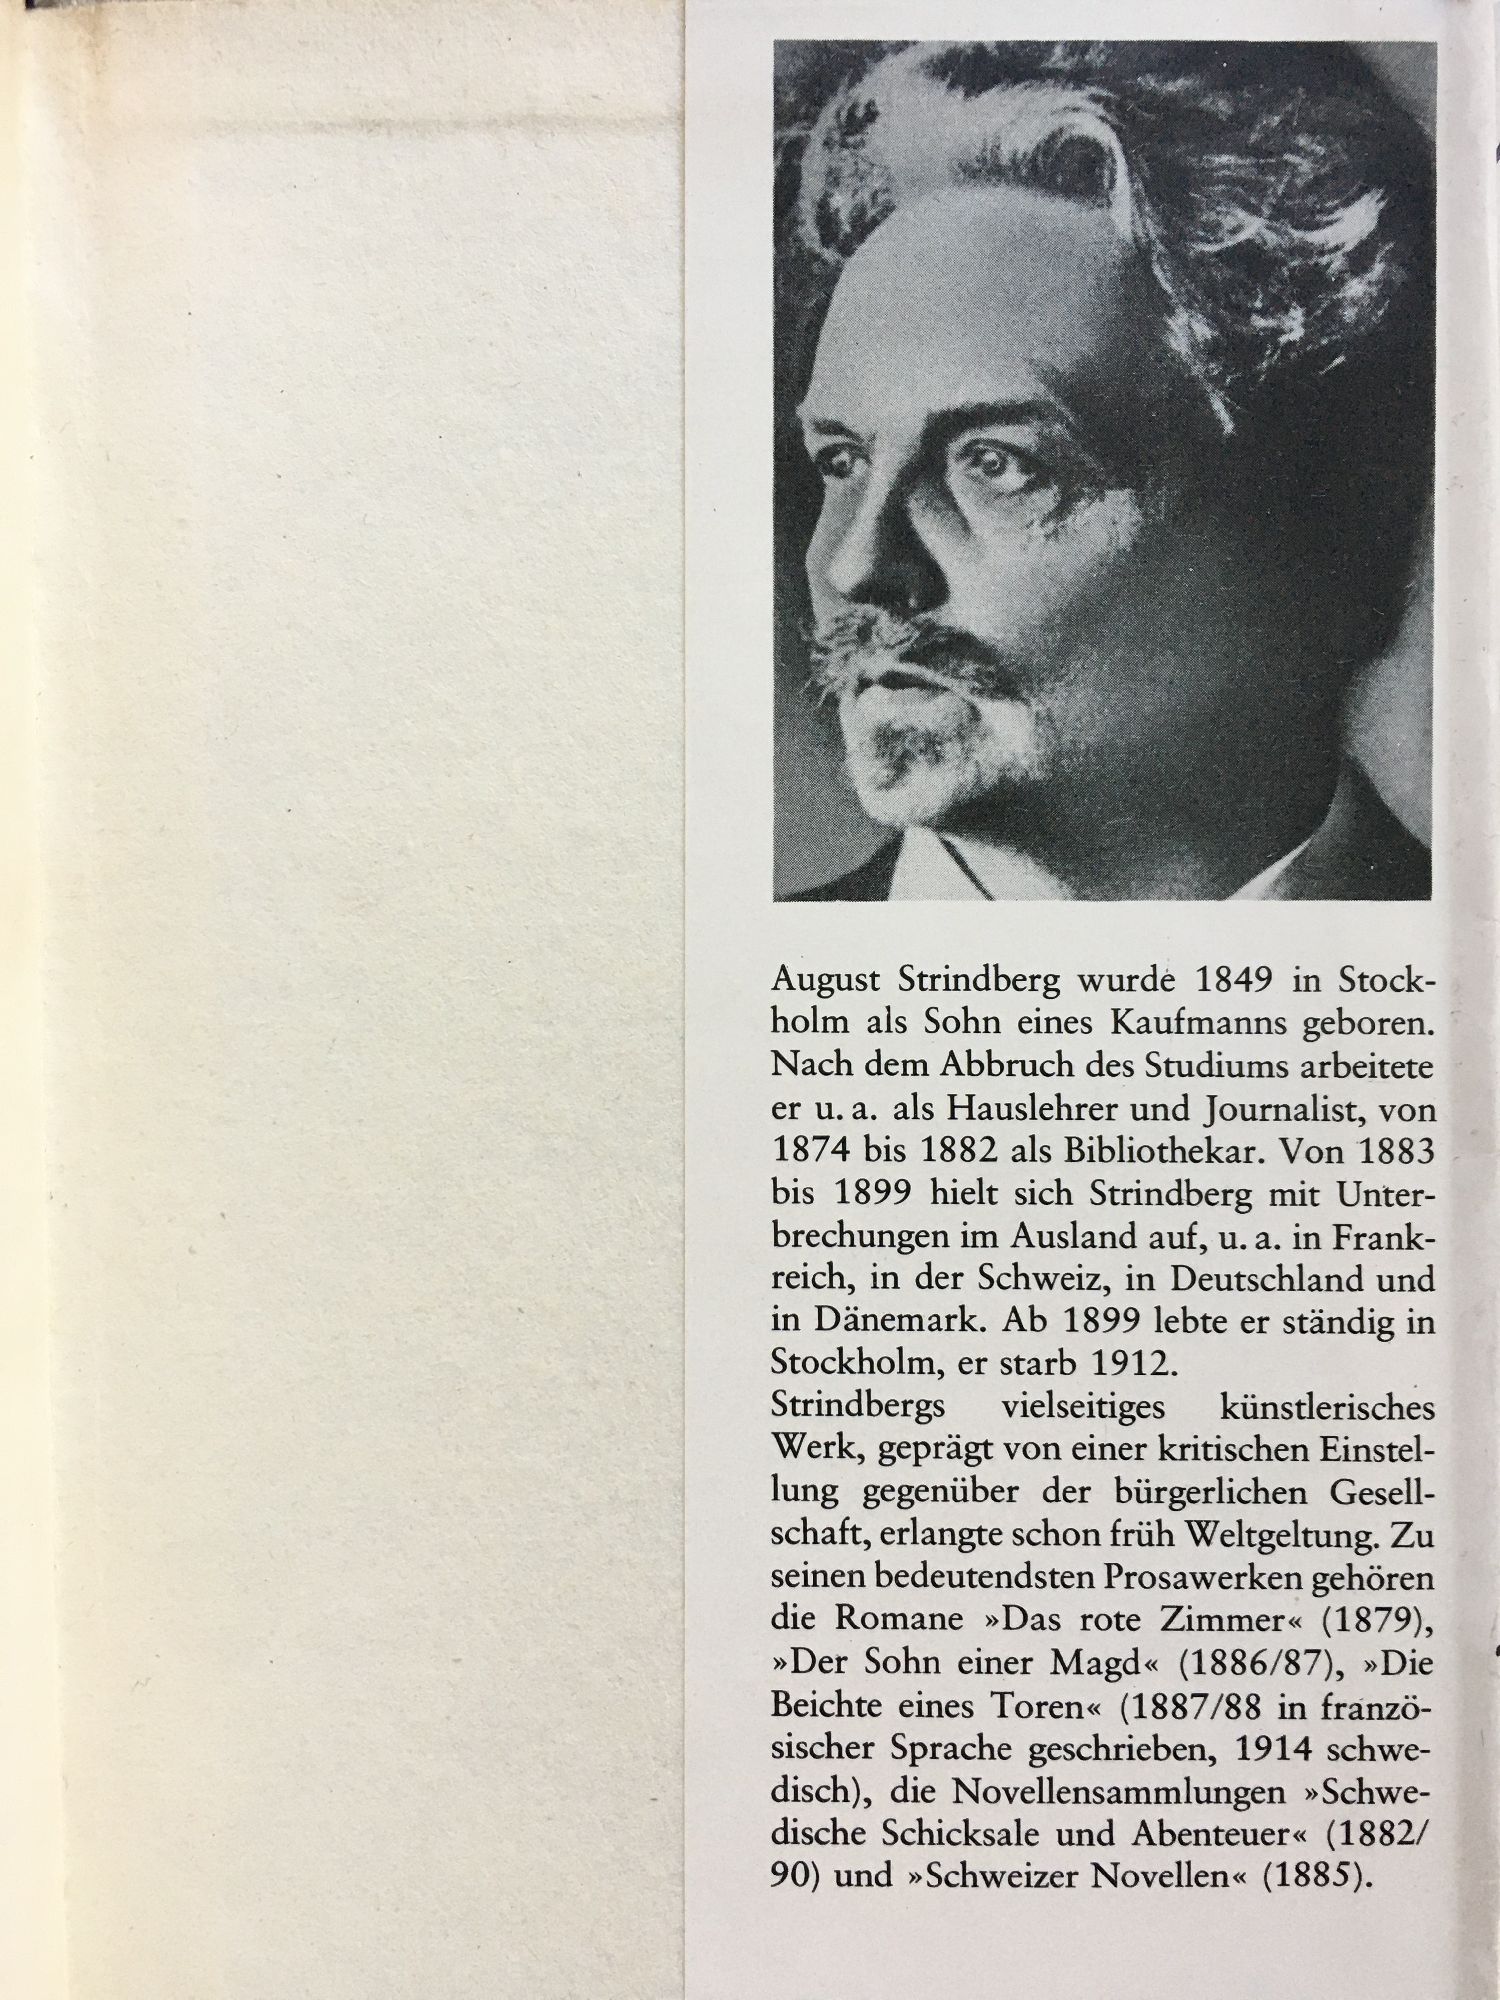 August Strindberg wurde 1849 in Stock-
holm als Sohn eines Kaufmanns geboren.
Nach dem Abbruch des Studiums arbeitete
er u. a. als Hauslehrer und Journalist, von
1874 bis 1882 als Bibliothekar. Von 1883
bis 1899 hielt sich Strindberg mit Unter-
brechungen im Ausland auf, u. a. in Frank-
reich, in der Schweiz, in Deutschland und
in Dänemark. Ab 1899 lebte er ständig in
Stockholm, er starb 1912.
Strindbergs vielseitiges künstlerisches
Werk, geprägt von einer kritischen Einstel-
lung gegenüber der bürgerlichen Gesell-
schaft, erlangte schon früh Weltgeltung. Zu
seinen bedeutendsten Prosawerken gehören
die Romane »Das rote Zimmer« (1879),
»Der Sohn einer Magd« (1886/87), »Die
Beichte eines Toren« (1887/88 in franzö-
sischer Sprache geschrieben, 1914 schwe-
disch), die Novellensammlungen »Schwe-
dische Schicksale und Abenteuer« (1882/
90) und »Schweizer Novellen« (1885).